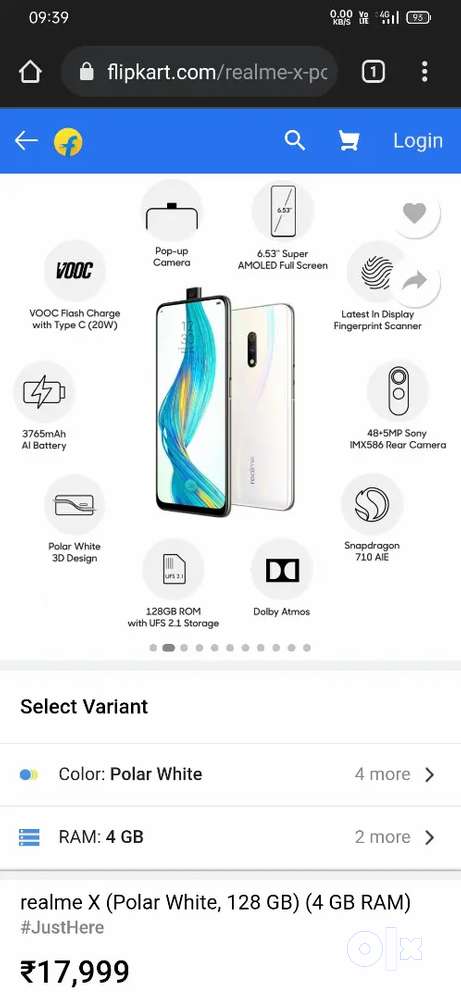 09:39
0.00 KB/S Vo LTE 4G 93
flipkart.com/realme-x-po
1
Login
Pop-up
Camera
6.53"
6.53" Super
AMOLED Full Screen
VOOC
VOOC Flash Charge
with Type C (20W)
Latest In Display
Fingerprint Scanner
3765mAh
AI Battery
48+5MP Sony
IMX586 Rear Camera
realme
Polar White
3D Design
Snapdragon
710 AIE
UFS 2.1
128GB ROM
with UFS 2.1 Storage
Dolby Atmos
Select Variant
Color: Polar White
4 more
RAM: 4 GB
2 more
realme X (Polar White, 128 GB) (4 GB RAM)
#JustHere
₹17,999
olx